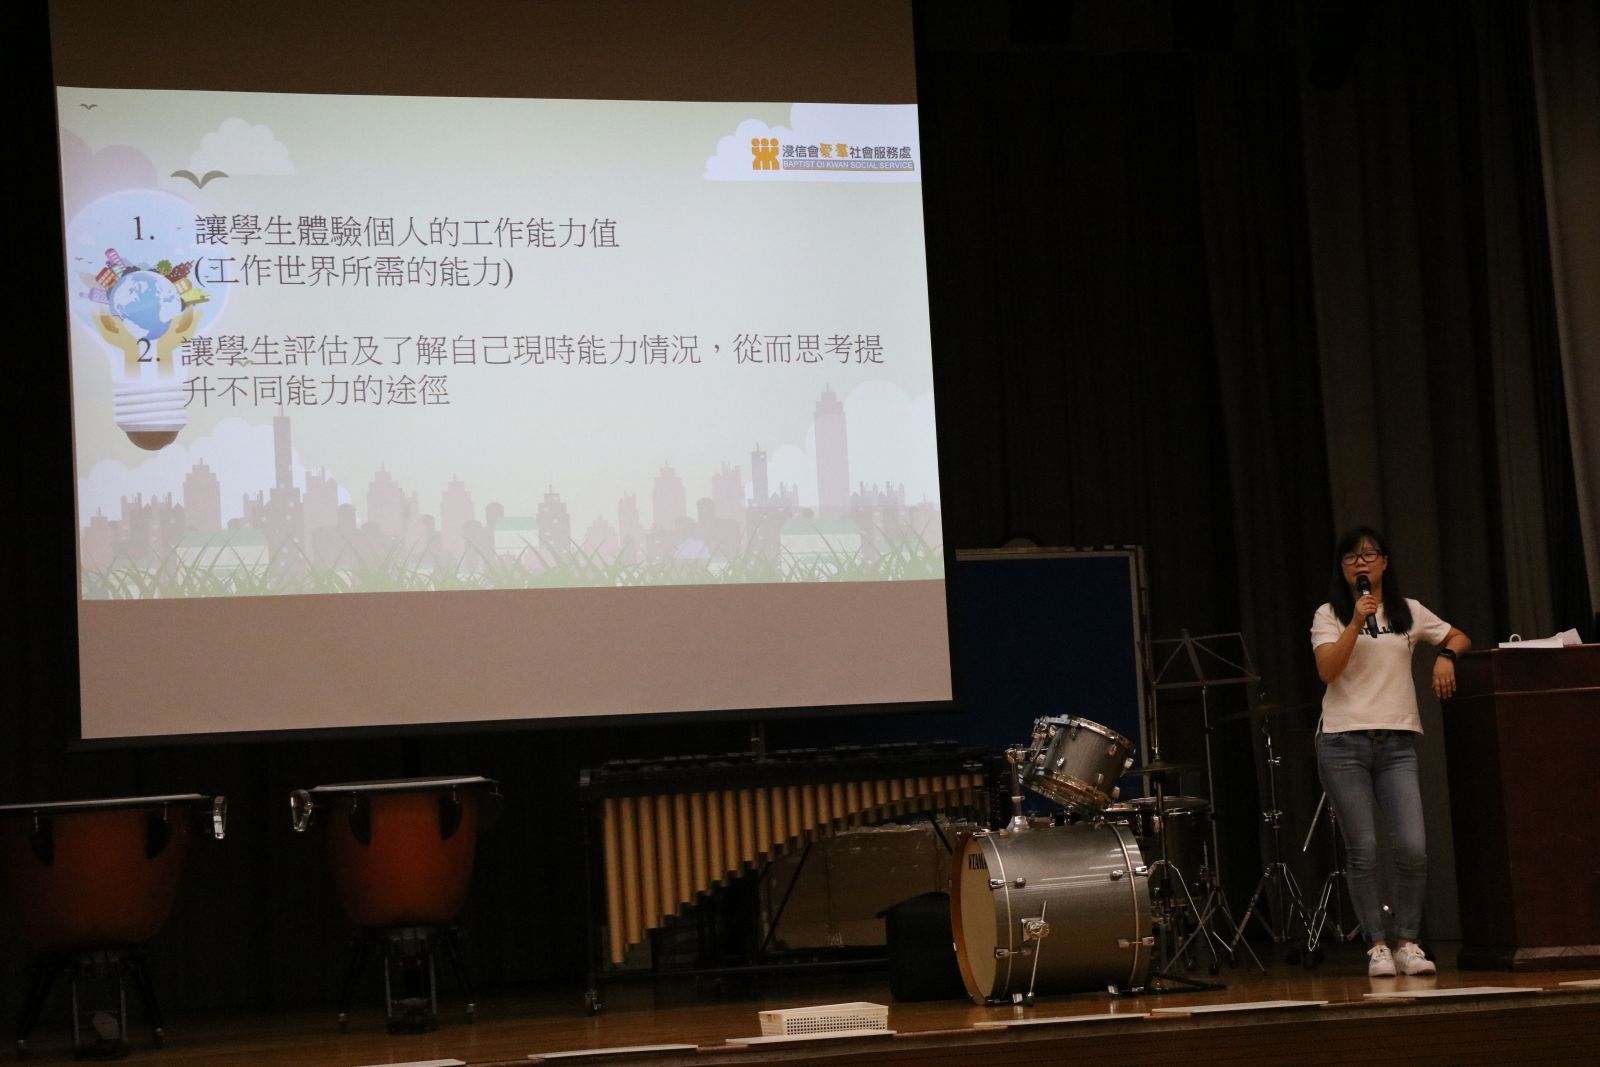 浸信會愛羣社會服務處
BAPTIST OI KWAN SOCIAL SERVICE
1. 讓學生體驗個人的工作能力值
(工作世界所需的能力)
2. 讓學生評估及了解自己現時能力情況，從而思考提
升不同能力的途徑
TAMA